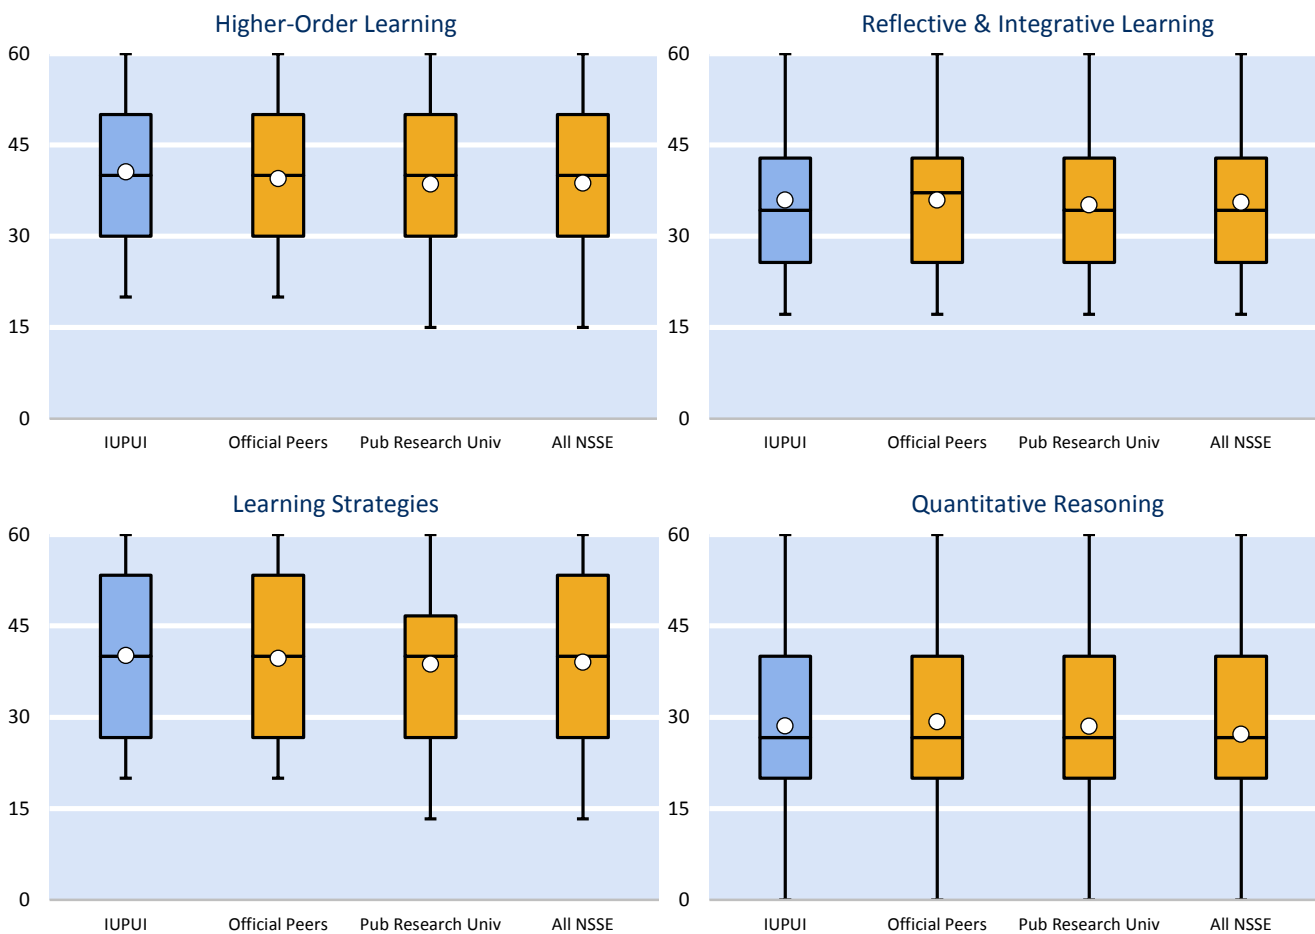 Higher-Order Learning
60
45
30
15
0
IUPUI Official Peers Pub Research Univ All NSSE
Reflective & Integrative Learning
60
45
30
15
0
IUPUI Official Peers Pub Research Univ All NSSE
Learning Strategies
60
45
30
15
0
IUPUI Official Peers Pub Research Univ All NSSE
Quantitative Reasoning
60
45
30
15
0
IUPUI Official Peers Pub Research Univ All NSSE